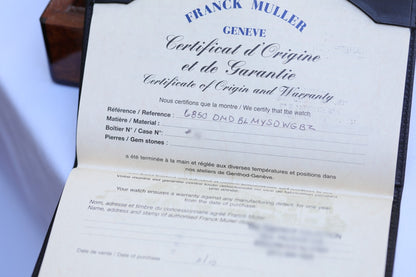 FRANCK MULLER
GENEVE
Certificat d'Origine
et de Garantie
Certificate of Origin and Warranty
Nous certifions que la montre / We certify that the watch
Référence / Reference : 6850 DMD BLMYSDWGBZ
Matière / Material :
Boîtier N° / Case N° :
Pierres / Gem stones :
a été terminée à la main et réglée aux diverses températures et positions dans
nos ateliers de Genthod-Genève.
Your watch ensures a warranty against any manufacturing defect, for one year
from the date of purchase.
Nom, adresse et timbre du concessionnaire agréé Franck Muller
Name, address and stamp of authorised Franck Muller
Date de vente / Date of purchase